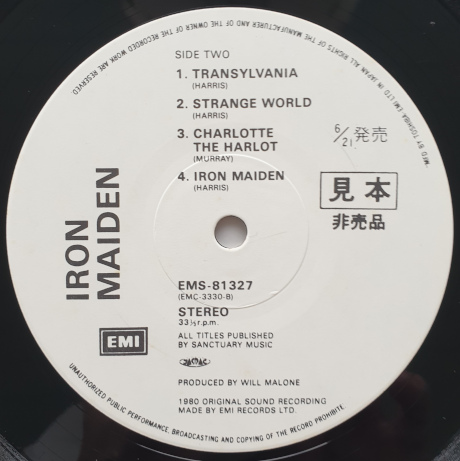 MFD BY TOSHIBA EMI LTD IN JAPAN. ALL RIGHTS OF THE MANUFACTURER AND OF THE OWNER OF THE RECORDED WORK ARE RESERVED
SIDE TWO
1. TRANSYLVANIA
(HARRIS)
2. STRANGE WORLD
(HARRIS)
3. CHARLOTTE
THE HARLOT
(MURRAY)
4. IRON MAIDEN
(HARRIS)
6/21発売
見本
非売品
IRON
MAIDEN
EMS-81327
(EMC-3330-B)
STEREO
33⅓r.p.m.
ALL TITLES PUBLISHED
BY SANCTUARY MUSIC
EMI
PRODUCED BY WILL MALONE
1980 ORIGINAL SOUND RECORDING
MADE BY EMI RECORDS LTD.
UNAUTHORIZED PUBLIC PERFORMANCE, BROADCASTING AND COPYING OF THE RECORD PROHIBITE.